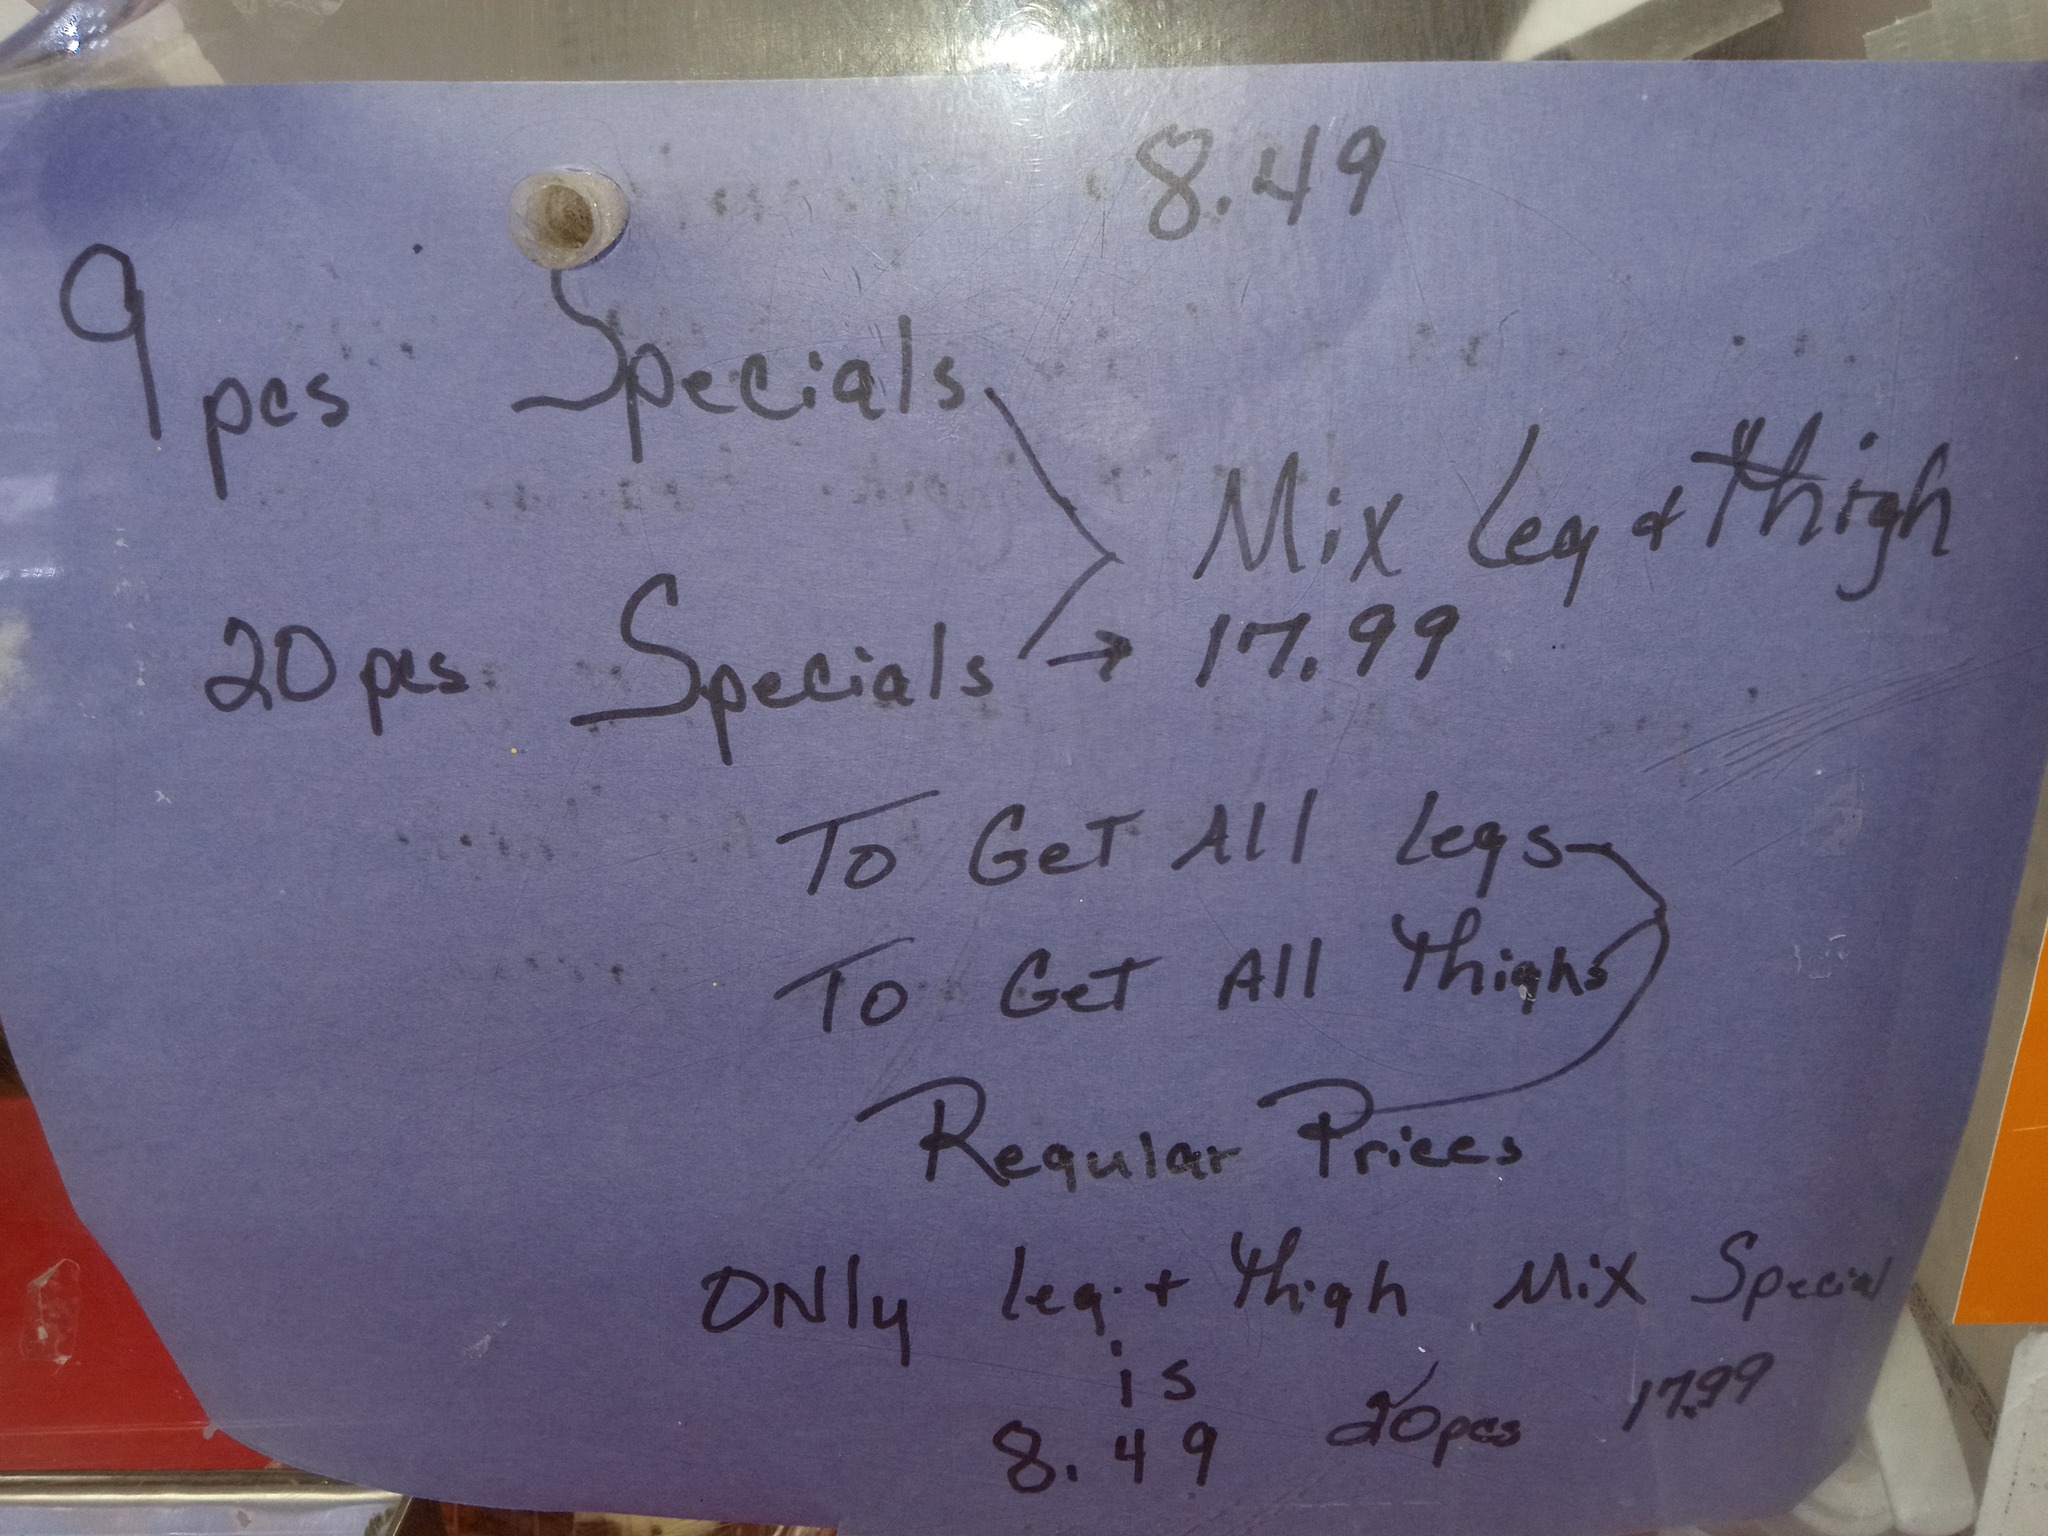 8.49
9 pcs Specials
Mix Leg & Thigh
20 pcs Specials → 17.99
To Get All Legs
To Get All Thighs
Regular Prices
ONly Leg + Thigh Mix Special
is
8.49 20pcs 17.99